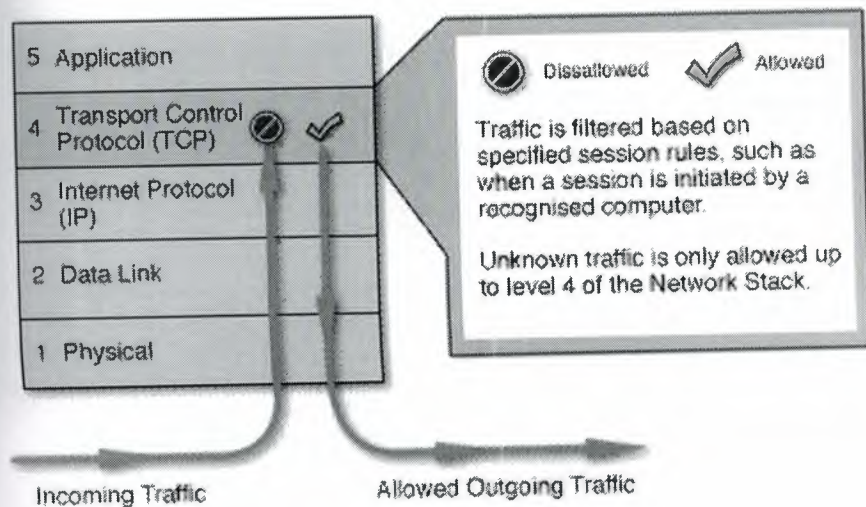 5 Application
4 Transport Control
Protocol (TCP)
3 Internet Protocol
(IP)
2 Data Link
1 Physical
Incoming Traffic
Allowed Outgoing Traffic
Dissallowed
Allowed
Traffic is filtered based on
specified session rules, such as
when a session is initiated by a
recognised computer.
Unknown traffic is only allowed up
to level 4 of the Network Stack.